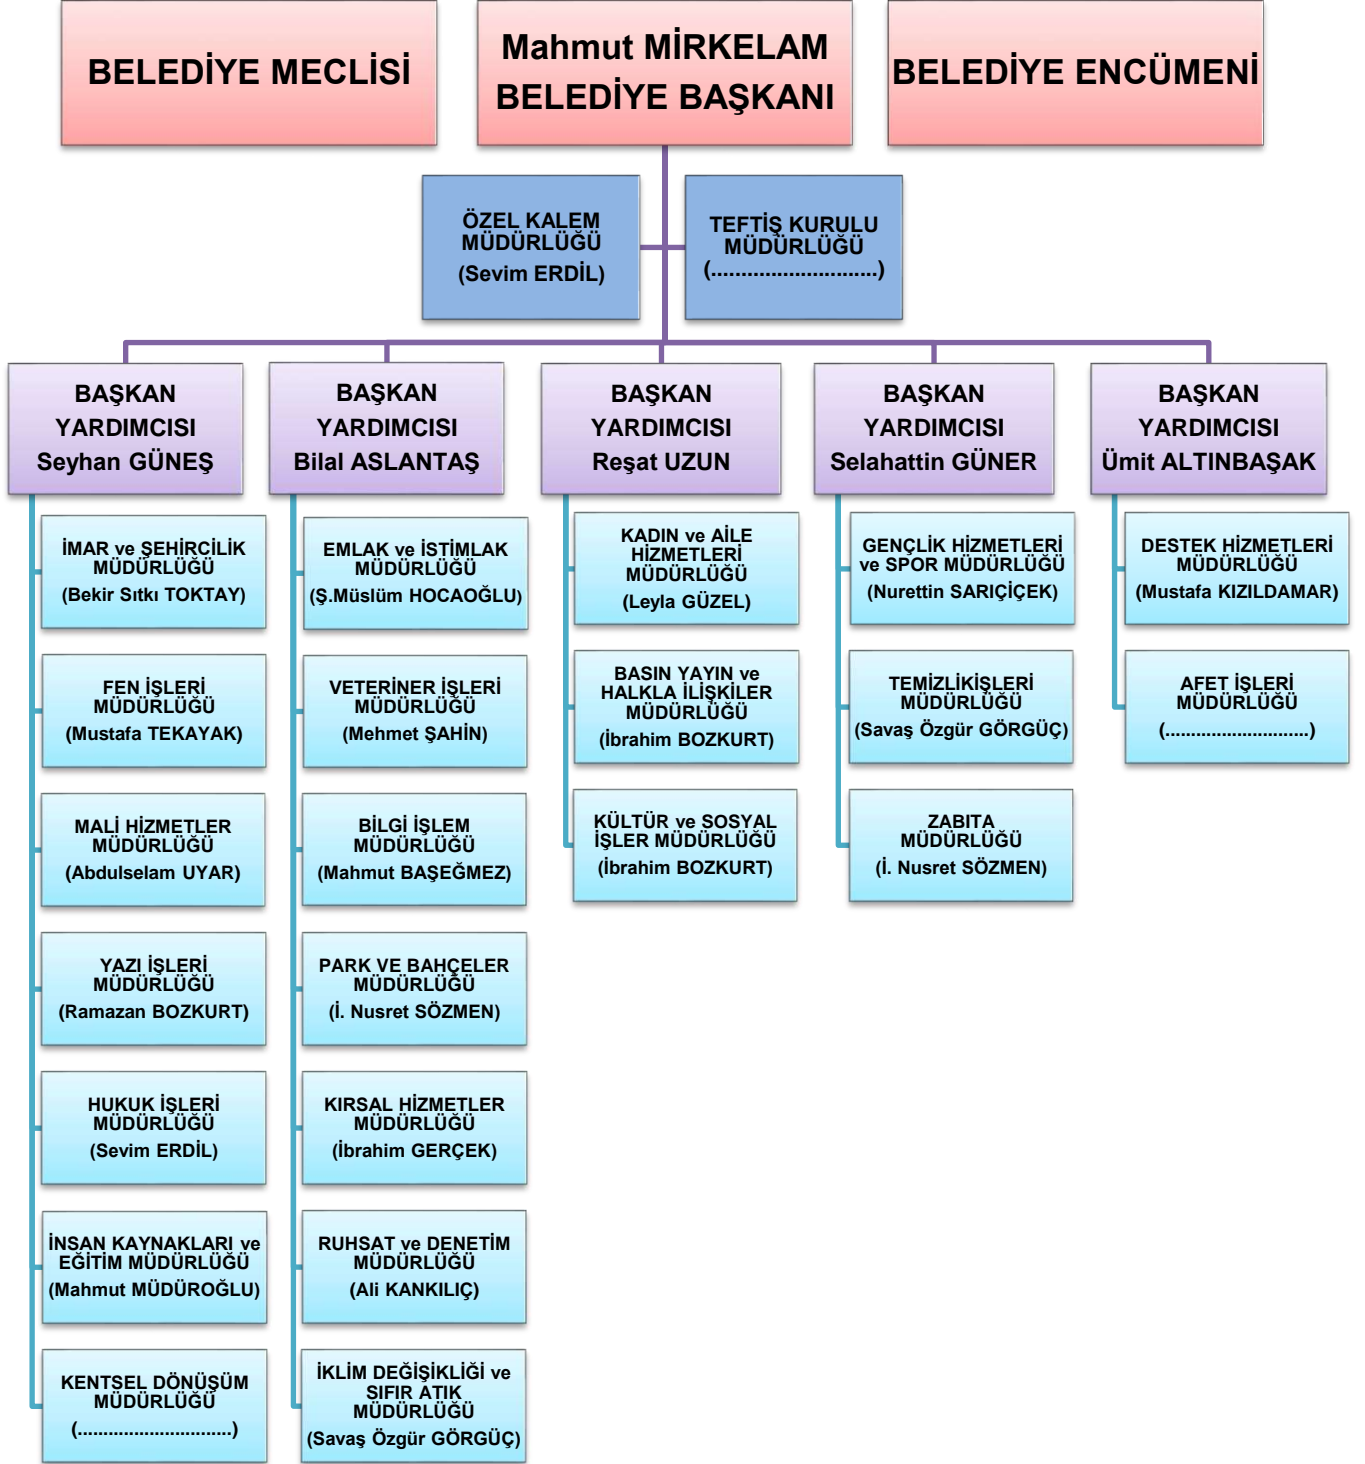 BELEDİYE MECLİSİ
Mahmut MİRKELAM
BELEDİYE BAŞKANI
BELEDİYE ENCÜMENİ
ÖZEL KALEM
MÜDÜRLÜĞÜ
(Sevim ERDİL)
TEFTİŞ KURULU
MÜDÜRLÜĞÜ
(............................)
BAŞKAN
YARDIMCISI
Seyhan GÜNEŞ
BAŞKAN
YARDIMCISI
Bilal ASLANTAŞ
BAŞKAN
YARDIMCISI
Reşat UZUN
BAŞKAN
YARDIMCISI
Selahattin GÜNER
BAŞKAN
YARDIMCISI
Ümit ALTINBAŞAK
İMAR ve ŞEHİRCİLİK
MÜDÜRLÜĞÜ
(Bekir Sıtkı TOKTAY)
FEN İŞLERİ
MÜDÜRLÜĞÜ
(Mustafa TEKAYAK)
MALİ HİZMETLER
MÜDÜRLÜĞÜ
(Abdulselam UYAR)
YAZI İŞLERİ
MÜDÜRLÜĞÜ
(Ramazan BOZKURT)
HUKUK İŞLERİ
MÜDÜRLÜĞÜ
(Sevim ERDİL)
İNSAN KAYNAKLARI ve
EĞİTİM MÜDÜRLÜĞÜ
(Mahmut MÜDÜROĞLU)
KENTSEL DÖNÜŞÜM
MÜDÜRLÜĞÜ
(..............................)
EMLAK ve İSTİMLAK
MÜDÜRLÜĞÜ
(Ş.Müslüm HOCAOĞLU)
VETERİNER İŞLERİ
MÜDÜRLÜĞÜ
(Mehmet ŞAHİN)
BİLGİ İŞLEM
MÜDÜRLÜĞÜ
(Mahmut BAŞEĞMEZ)
PARK VE BAHÇELER
MÜDÜRLÜĞÜ
(İ. Nusret SÖZMEN)
KIRSAL HİZMETLER
MÜDÜRLÜĞÜ
(İbrahim GERÇEK)
RUHSAT ve DENETİM
MÜDÜRLÜĞÜ
(Ali KANKILIÇ)
İKLİM DEĞİŞİKLİĞİ ve
SIFIR ATIK
MÜDÜRLÜĞÜ
(Savaş Özgür GÖRGÜÇ)
KADIN ve AİLE
HİZMETLERİ
MÜDÜRLÜĞÜ
(Leyla GÜZEL)
BASIN YAYIN ve
HALKLA İLİŞKİLER
MÜDÜRLÜĞÜ
(İbrahim BOZKURT)
KÜLTÜR ve SOSYAL
İŞLER MÜDÜRLÜĞÜ
(İbrahim BOZKURT)
GENÇLİK HİZMETLERİ
ve SPOR MÜDÜRLÜĞÜ
(Nurettin SARIÇİÇEK)
TEMİZLİKİŞLERİ
MÜDÜRLÜĞÜ
(Savaş Özgür GÖRGÜÇ)
ZABITA
MÜDÜRLÜĞÜ
(İ. Nusret SÖZMEN)
DESTEK HİZMETLERİ
MÜDÜRLÜĞÜ
(Mustafa KIZILDAMAR)
AFET İŞLERİ
MÜDÜRLÜĞÜ
(............................)